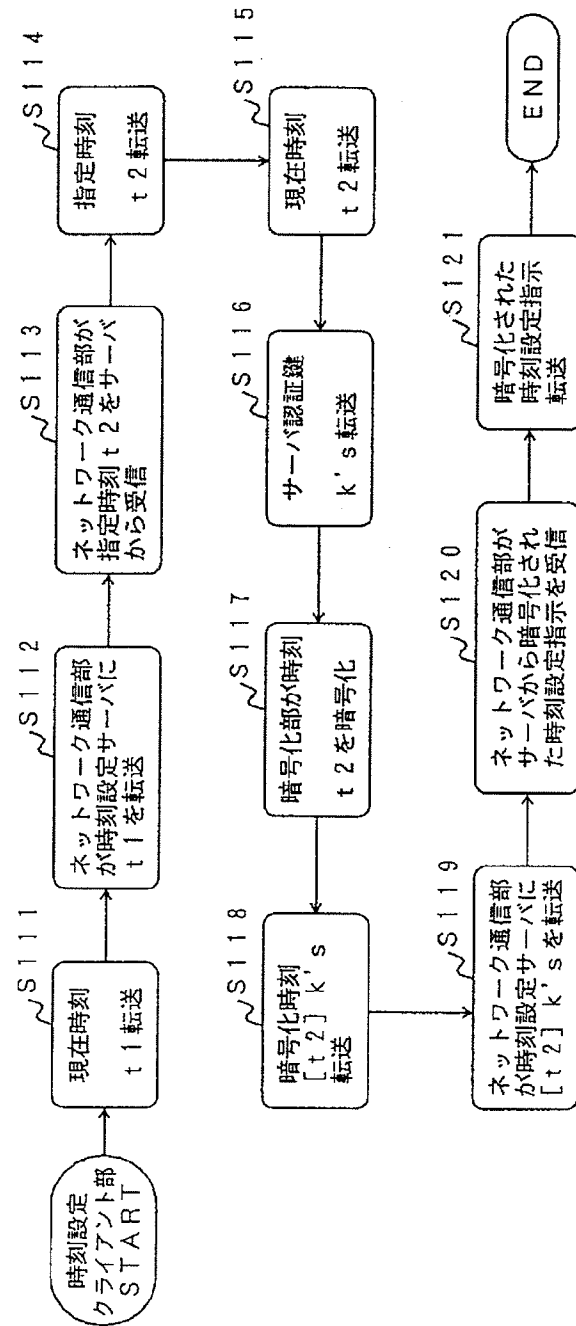 時刻設定
クライアント部
START
S111
現在時刻
t1転送
S112
ネットワーク通信部
が時刻設定サーバに
t1を転送
S113
ネットワーク通信部が
指定時刻t2をサーバ
から受信
S114
指定時刻
t2転送
S115
現在時刻
t2転送
S116
サーバ認証鍵
k's転送
S117
暗号化部が時刻
t2を暗号化
S118
暗号化時刻
[t2]k's
転送
S119
ネットワーク通信部
が時刻設定サーバに
[t2]k'sを転送
S120
ネットワーク通信部が
サーバから暗号化され
た時刻設定指示を受信
S121
暗号化された
時刻設定指示
転送
END